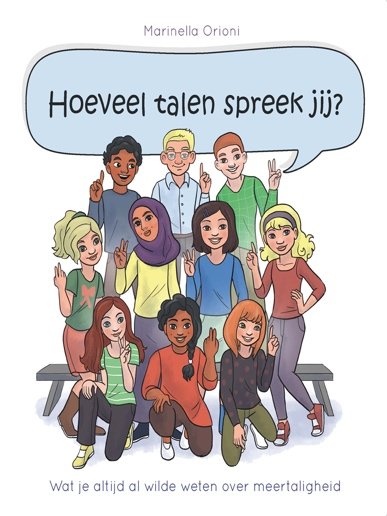 Marinella Orioni
Hoeveel talen spreek jij?
Wat je altijd al wilde weten over meertaligheid